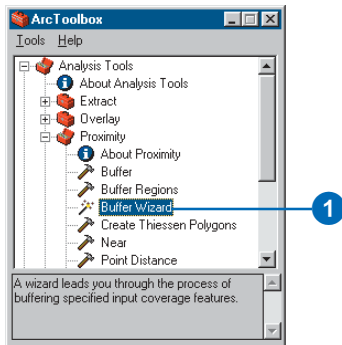 ArcToolbox
Tools Help
Analysis Tools
About Analysis Tools
Extract
Overlay
Proximity
About Proximity
Buffer
Buffer Regions
Buffer Wizard
1
Create Thiessen Polygons
Near
Point Distance
A wizard leads you through the process of
buffering specified input coverage features.